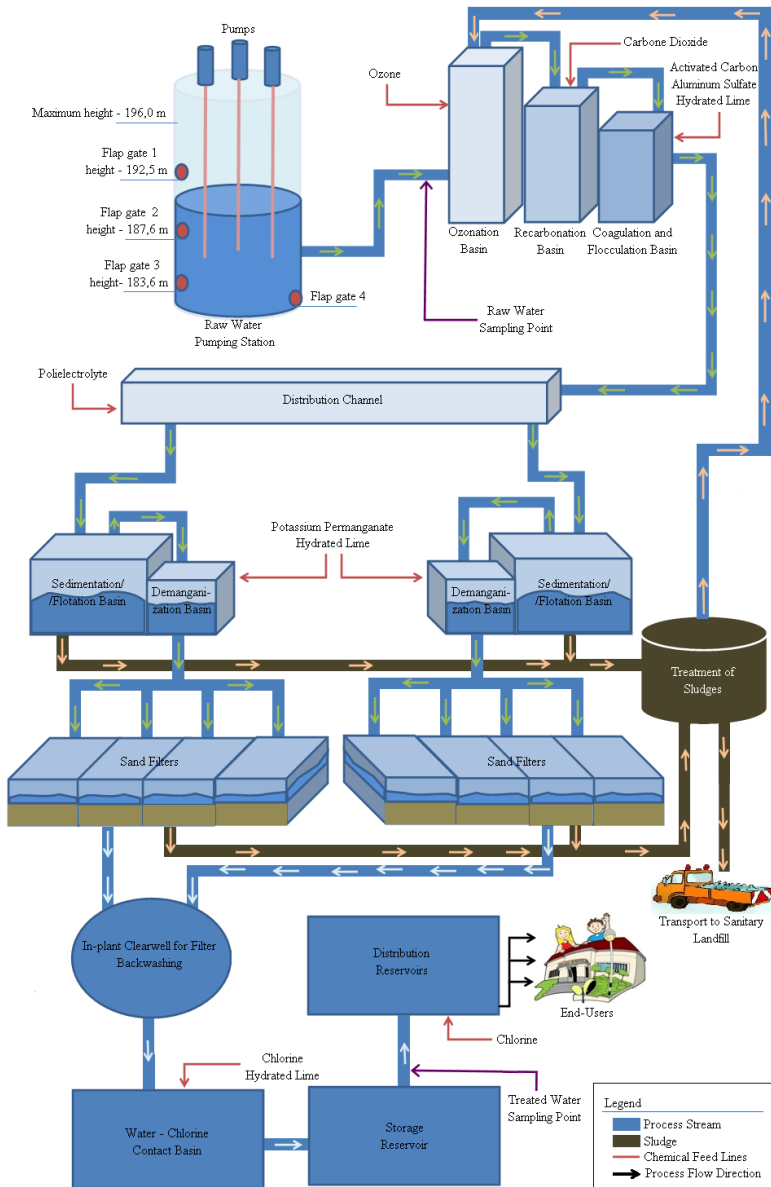 Pumps
Maximum height - 196,0 m
Flap gate 1
height - 192,5 m
Flap gate 2
height - 187,6 m
Flap gate 3
height- 183,6 m
Flap gate 4
Raw Water
Pumping Station
Ozone
Carbone Dioxide
Activated Carbon
Aluminum Sulfate
Hydrated Lime
Ozonation
Basin
Recarbonation
Basin
Coagulation and
Flocculation Basin
Raw Water
Sampling Point
Polielectrolyte
Distribution Channel
Potassium Permanganate
Hydrated Lime
Sedimentation/
/Flotation Basin
Demangani-
zation Basin
Demangani-
zation Basin
Sedimentation/
/Flotation Basin
Treatment of
Sludges
Sand Filters
Sand Filters
Transport to Sanitary
Landfill
In-plant Clearwell for Filter
Backwashing
Distribution
Reservoirs
End-Users
Chlorine
Chlorine
Hydrated Lime
Treated Water
Sampling Point
Water - Chlorine
Contact Basin
Storage
Reservoir
Legend
Process Stream
Sludge
Chemical Feed Lines
Process Flow Direction